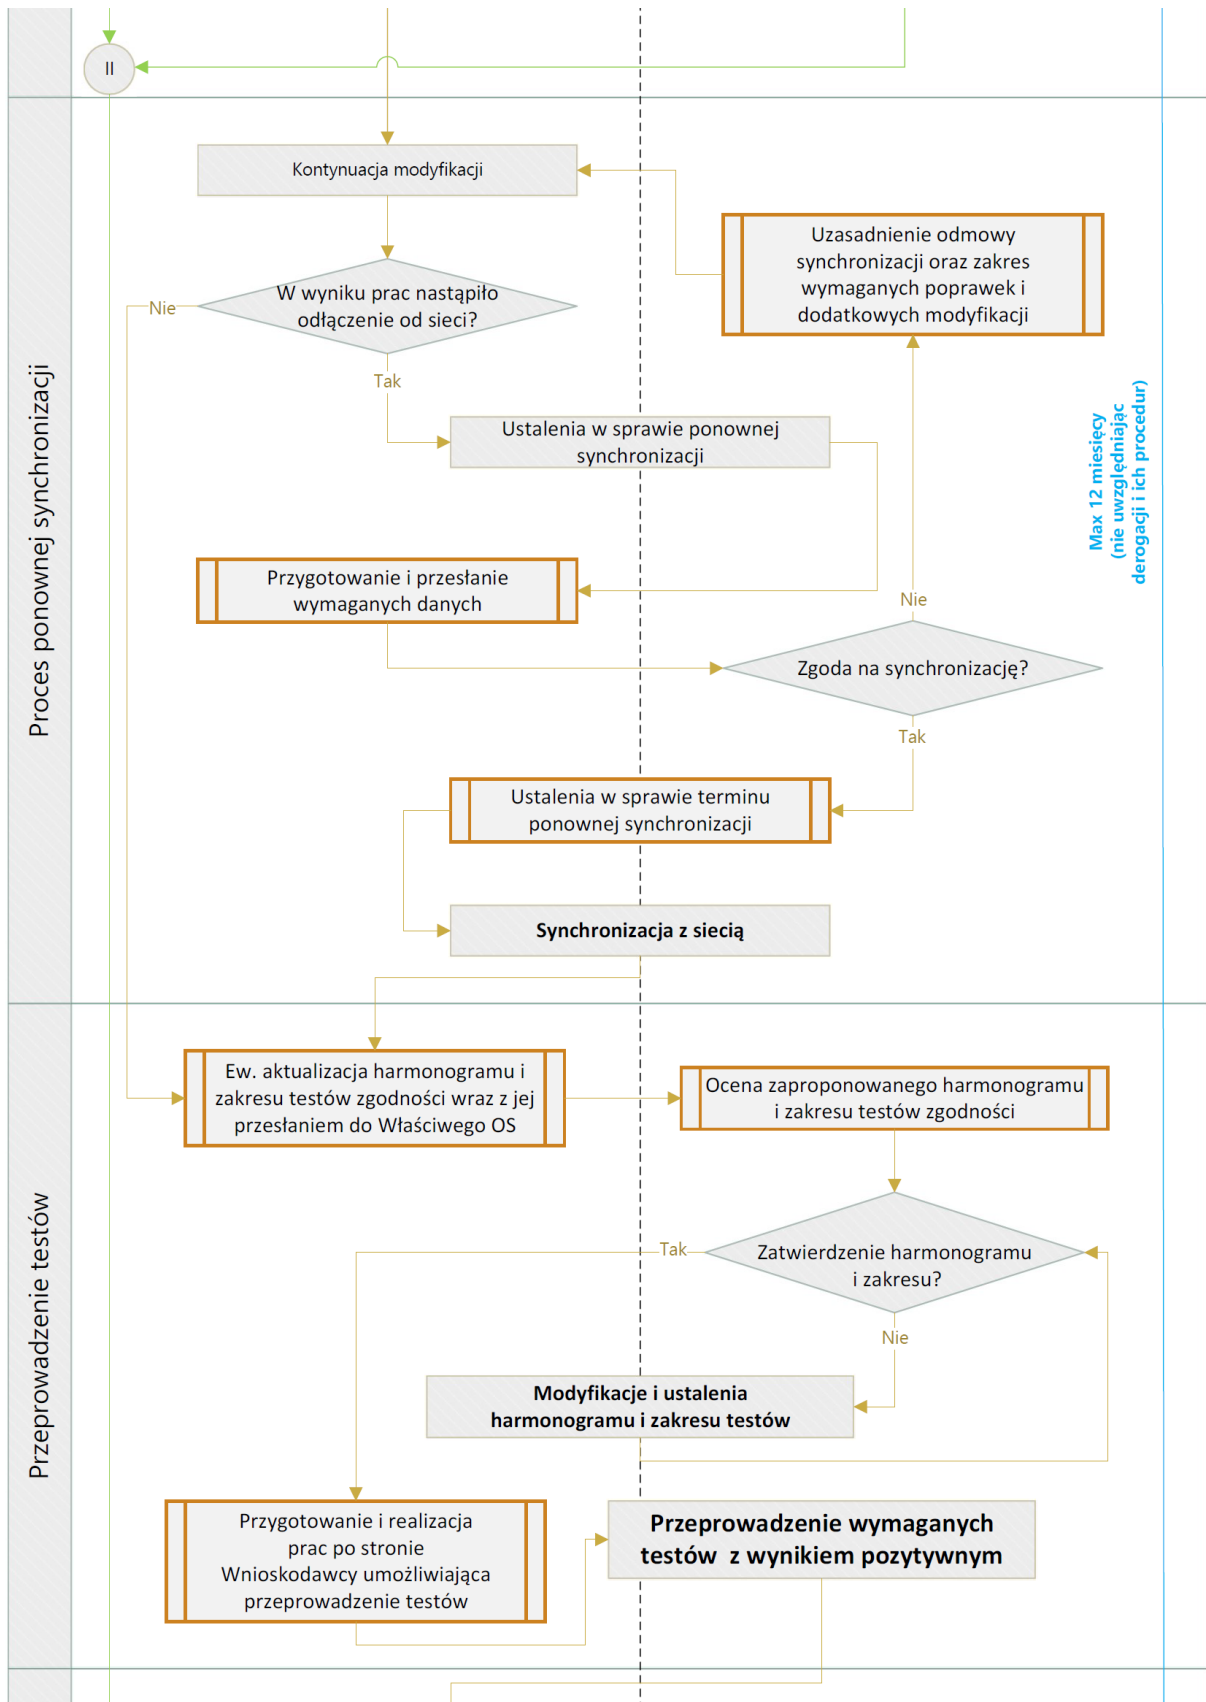 II
Proces ponownej synchronizacji
Kontynuacja modyfikacji
Uzasadnienie odmowy
synchronizacji oraz zakres
wymaganych poprawek i
dodatkowych modyfikacji
W wyniku prac nastąpiło
odłączenie od sieci?
Nie
Tak
Ustalenia w sprawie ponownej
synchronizacji
Max 12 miesięcy
(nie uwzględniając
derogacji i ich procedur)
Przygotowanie i przesłanie
wymaganych danych
Nie
Zgoda na synchronizację?
Tak
Ustalenia w sprawie terminu
ponownej synchronizacji
Synchronizacja z siecią
Przeprowadzenie testów
Ew. aktualizacja harmonogramu i
zakresu testów zgodności wraz z jej
przesłaniem do Właściwego OS
Ocena zaproponowanego harmonogramu
i zakresu testów zgodności
Tak
Zatwierdzenie harmonogramu
i zakresu?
Nie
Modyfikacje i ustalenia
harmonogramu i zakresu testów
Przygotowanie i realizacja
prac po stronie
Wnioskodawcy umożliwiająca
przeprowadzenie testów
Przeprowadzenie wymaganych
testów z wynikiem pozytywnym